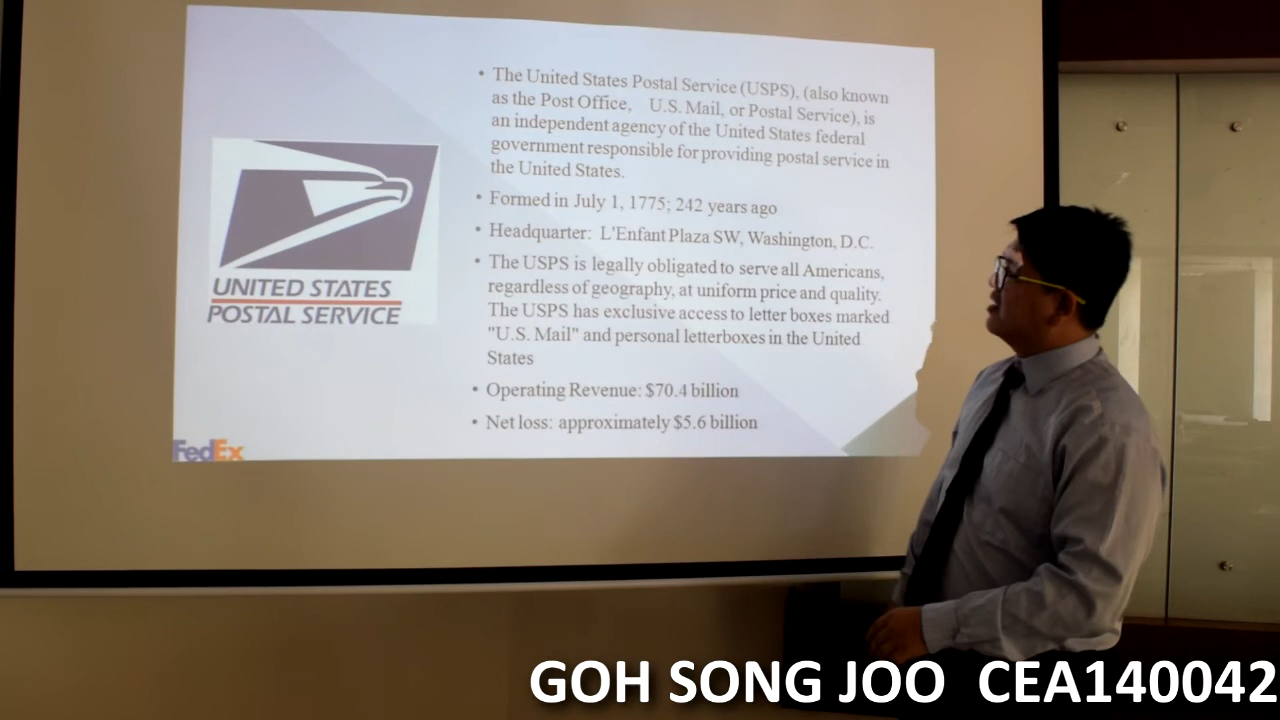 • The United States Postal Service (USPS), (also known
as the Post Office, U.S. Mail, or Postal Service), is
an independent agency of the United States federal
government responsible for providing postal service in
the United States.
• Formed in July 1, 1775; 242 years ago
• Headquarter: L'Enfant Plaza SW, Washington, D.C.
• The USPS is legally obligated to serve all Americans,
regardless of geography, at uniform price and quality.
The USPS has exclusive access to letter boxes marked
"U.S. Mail" and personal letterboxes in the United
States
• Operating Revenue: $70.4 billion
• Net loss: approximately $5.6 billion
UNITED STATES
POSTAL SERVICE
FedEx
GOH SONG JOO CEA140042